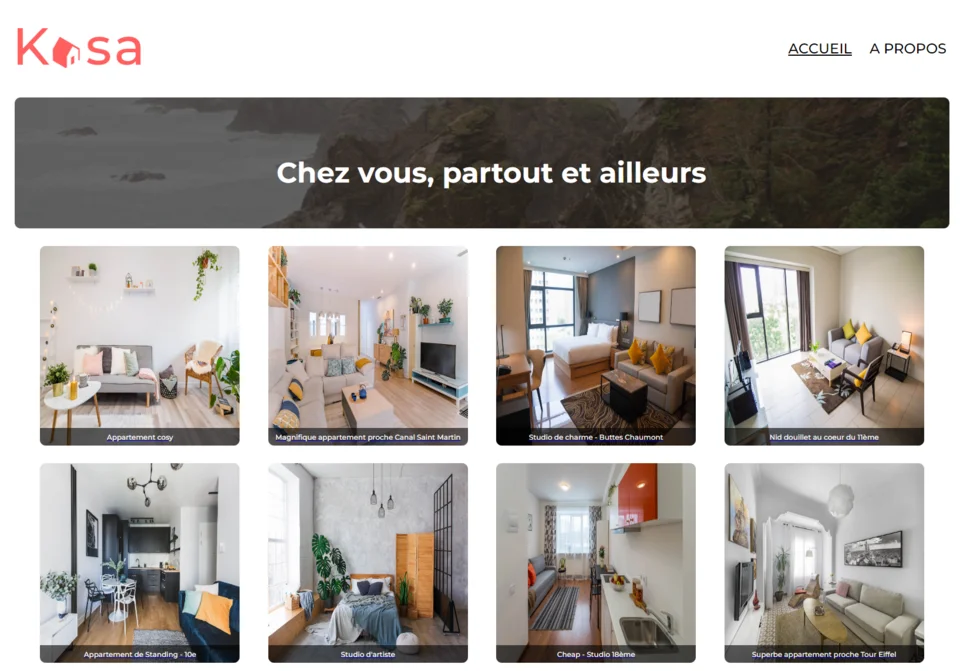 Kasa
ACCUEIL
A PROPOS
Chez vous, partout et ailleurs
Appartement cosy
Magnifique appartement proche Canal Saint Martin
Studio de charme - Buttes Chaumont
Nid douillet au coeur du 11ème
Appartement de Standing - 10e
Studio d'artiste
Cheap - Studio 18ème
Superbe appartement proche Tour Eiffel